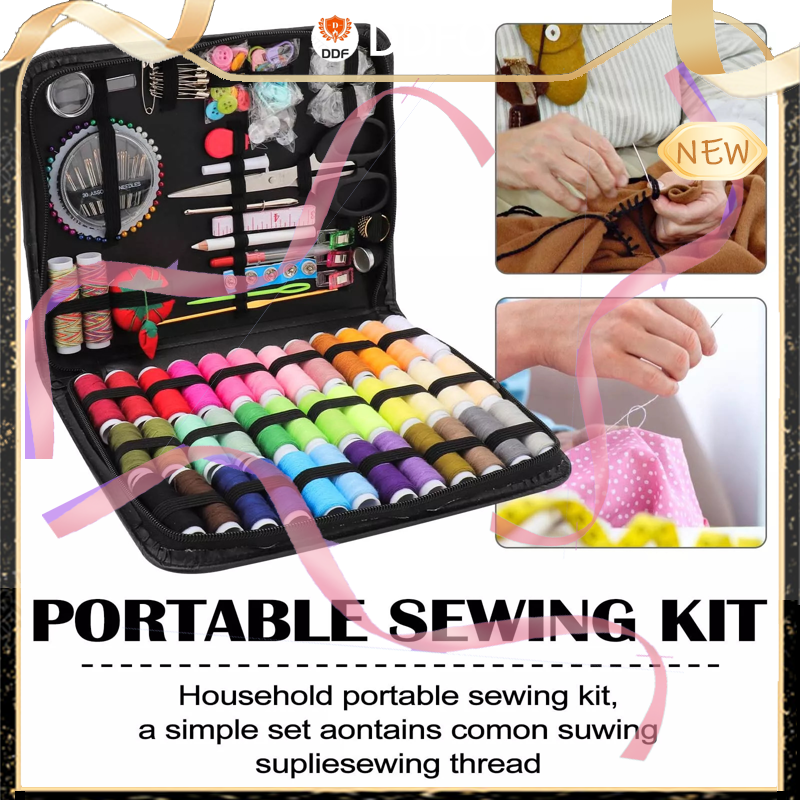 DDF
NEW
PORTABLE SEWING KIT
Household portable sewing kit,
a simple set aontains comon suwing
supliesewing thread